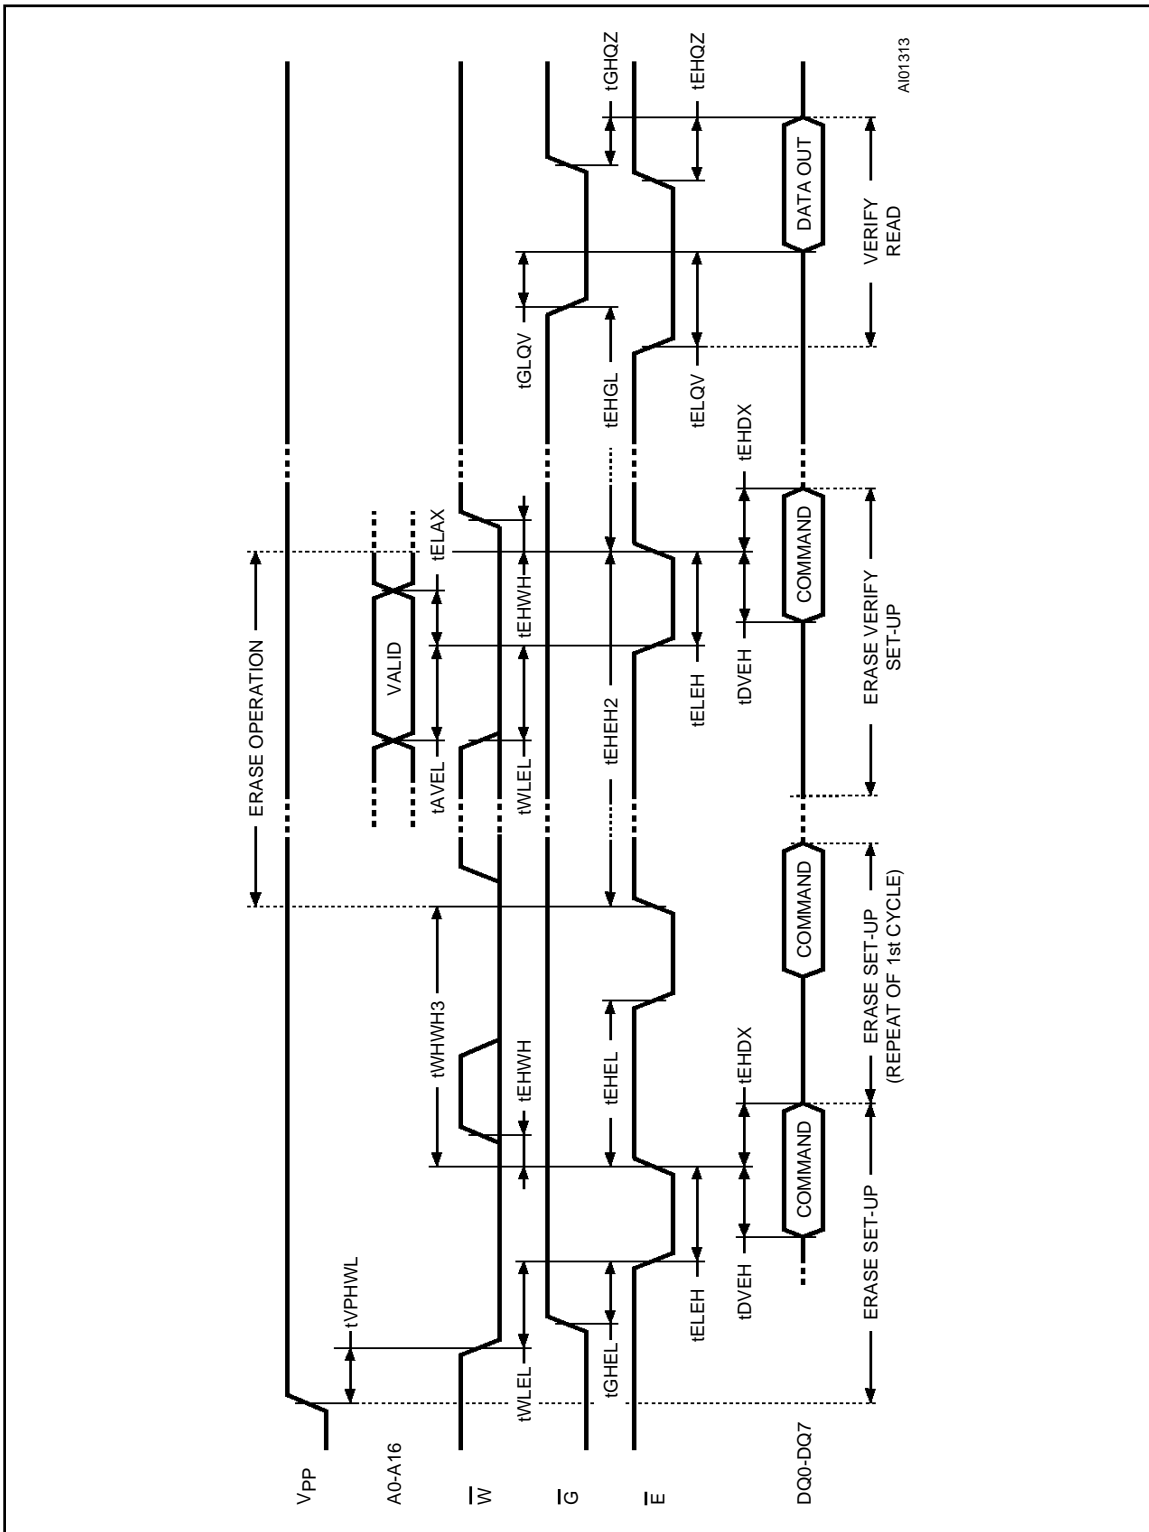 VPP
A0-A16
W
G
E
DQ0-DQ7
tVPHWL
tWLEL
tGHEL
tELEH
tDVEH
COMMAND
tEHDX
ERASE SET-UP
tWHWH3
tEHWH
tEHEL
COMMAND
ERASE SET-UP
(REPEAT OF 1st CYCLE)
ERASE OPERATION
VALID
tAVEL
tELAX
tWLEL
tEHWH
tEHEH2
tELEH
tDVEH
tEHDX
COMMAND
ERASE VERIFY
SET-UP
tGLQV
tEHGL
tELQV
tGHQZ
tEHQZ
DATA OUT
VERIFY
READ
AI01313